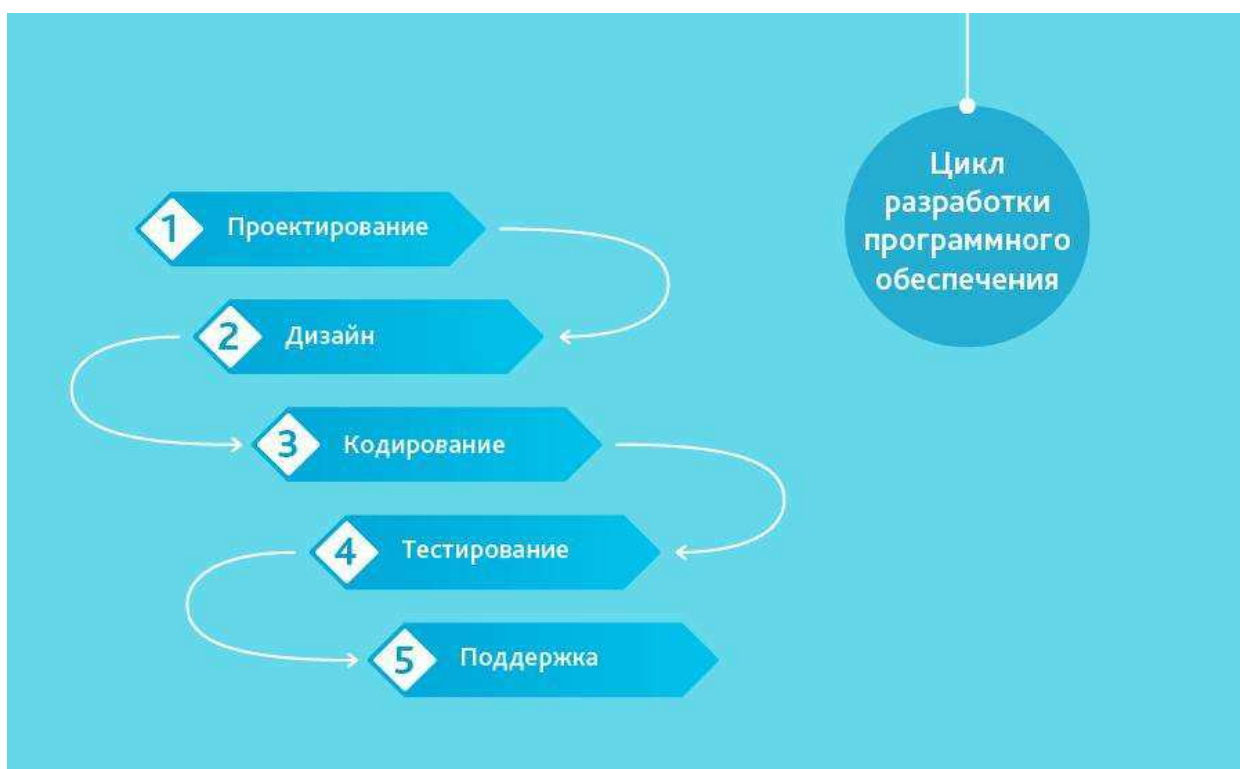 Цикл
разработки
программного
обеспечения
1 Проектирование
2 Дизайн
3 Кодирование
4 Тестирование
5 Поддержка